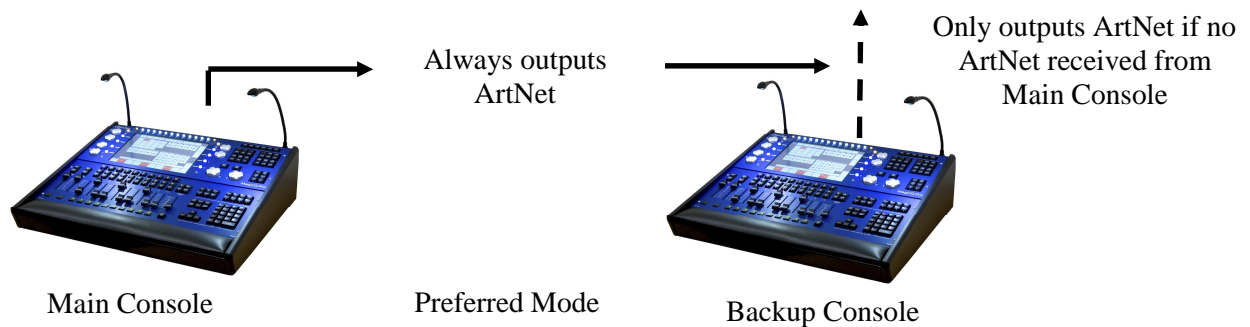 Always outputs
ArtNet
Only outputs ArtNet if no
ArtNet received from
Main Console
Main Console
Preferred Mode
Backup Console